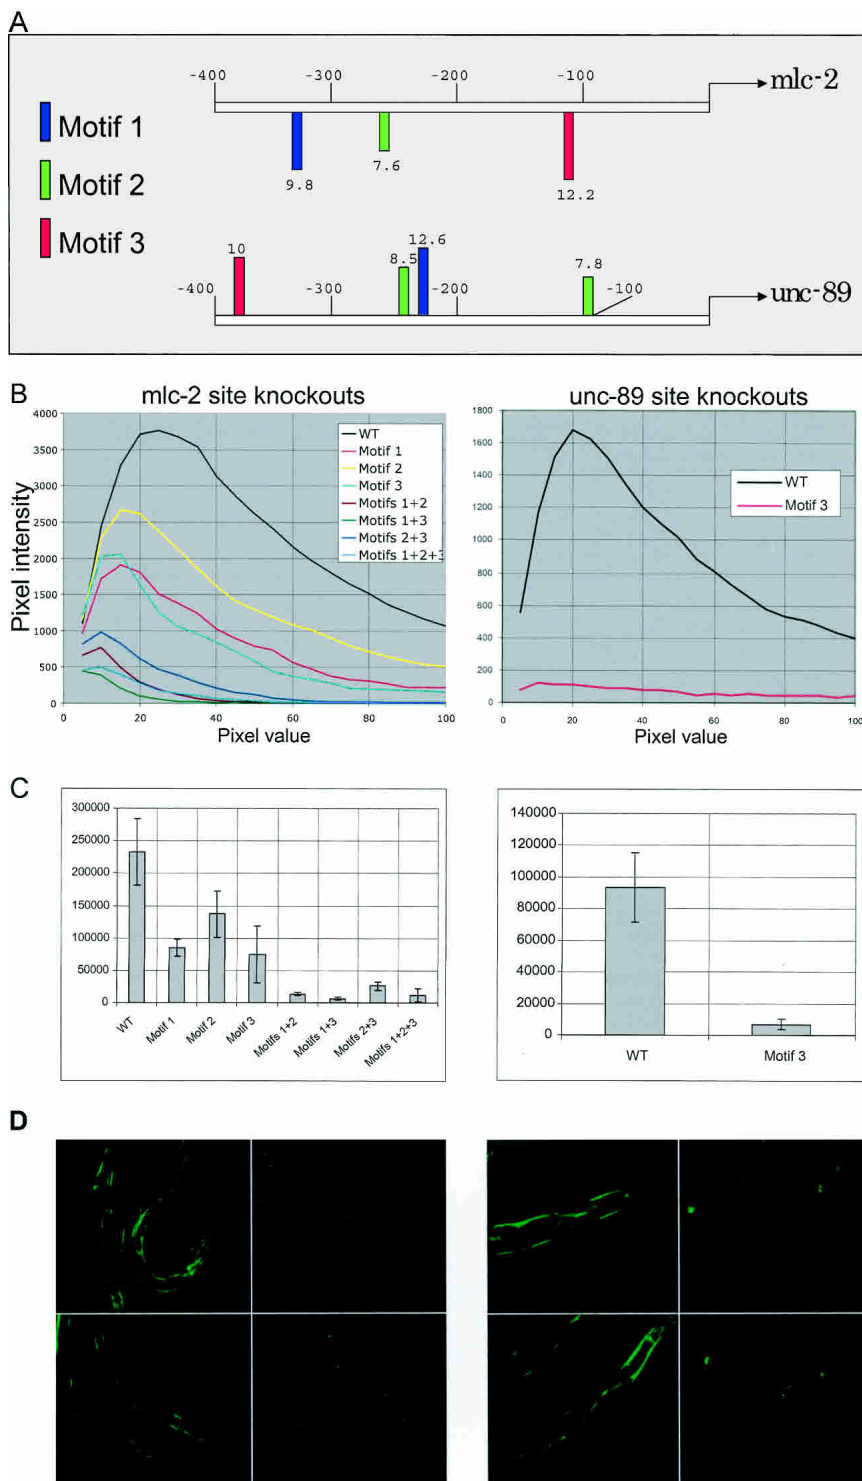 A
-400 -300 -200 -100
mlc-2
Motif 1
9.8
7.6
12.2
Motif 2
Motif 3
10
8.5
12.6
7.8
-400 -300 -200 -100
unc-89
B
mlc-2 site knockouts
Pixel intensity
4000
3500
3000
2500
2000
1500
1000
500
0
0 20 40 60 80 100
Pixel value
WT
Motif 1
Motif 2
Motif 3
Motifs 1+2
Motifs 1+3
Motifs 2+3
Motifs 1+2+3
unc-89 site knockouts
1800
1600
1400
1200
1000
800
600
400
200
0
0 20 40 60 80 100
Pixel value
WT
Motif 3
C
300000
250000
200000
150000
100000
50000
0
WT
Motif 1
Motif 2
Motif 3
Motifs 1+2
Motifs 1+3
Motifs 2+3
Motifs 1+2+3
140000
120000
100000
80000
60000
40000
20000
0
WT
Motif 3
D